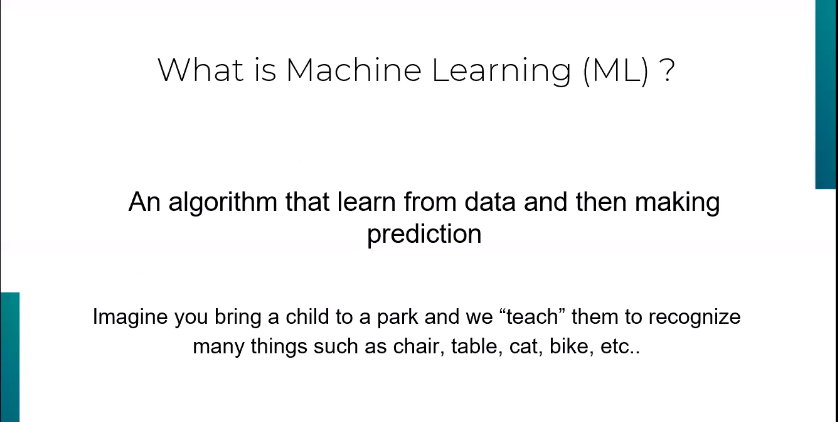 What is Machine Learning (ML) ?
An algorithm that learn from data and then making
prediction
Imagine you bring a child to a park and we “teach” them to recognize
many things such as chair, table, cat, bike, etc..